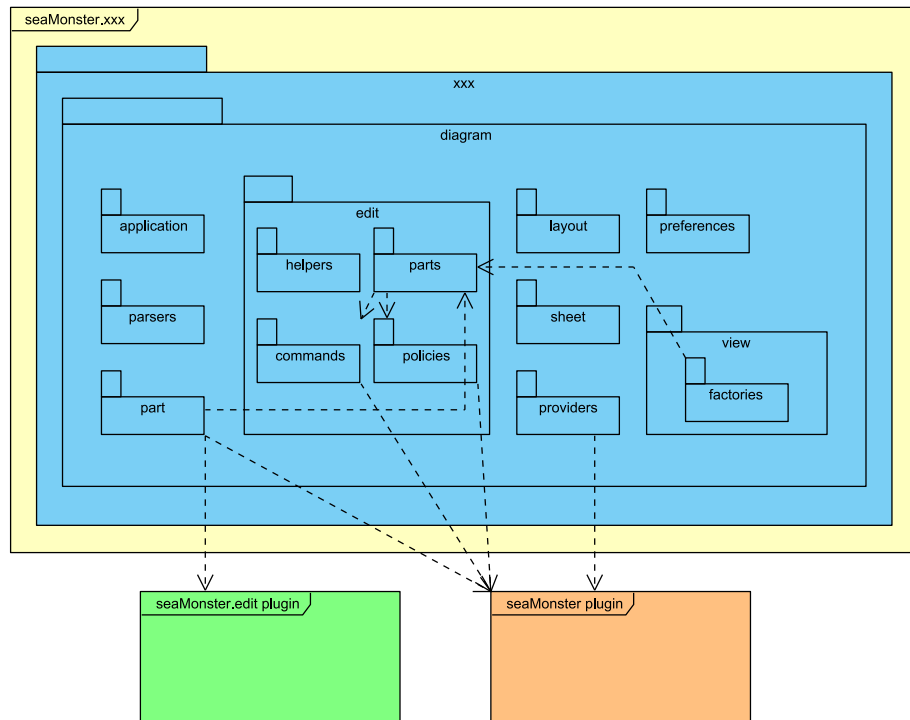 seaMonster.xxx
xxx
diagram
application
edit
layout
preferences
helpers
parts
parsers
sheet
view
commands
policies
part
providers
factories
seaMonster.edit plugin
seaMonster plugin